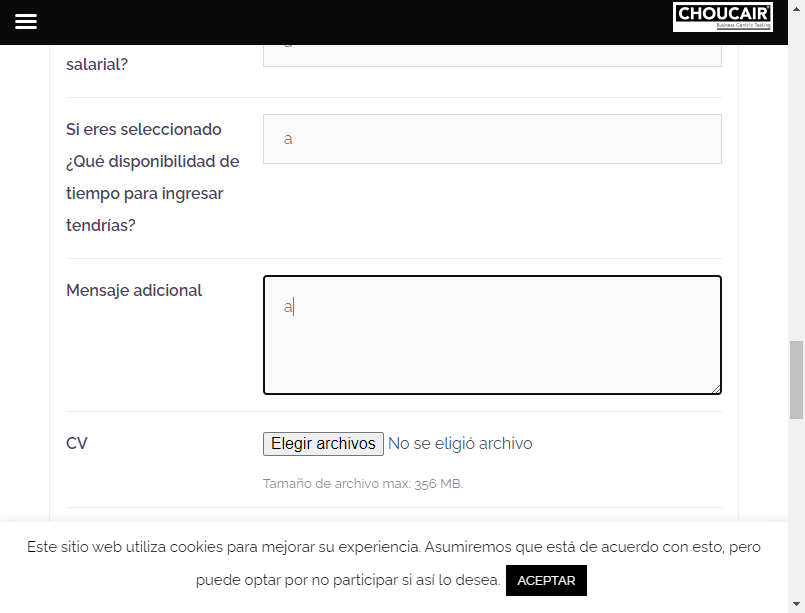 CHOUCAIR
Business Centric Testing
salarial?
Si eres seleccionado
a
¿Qué disponibilidad de
tiempo para ingresar
tendrías?
Mensaje adicional
a
CV
Elegir archivos No se eligió archivo
Tamaño de archivo max: 356 MB.
Este sitio web utiliza cookies para mejorar su experiencia. Asumiremos que está de acuerdo con esto, pero
puede optar por no participar si así lo desea. ACEPTAR